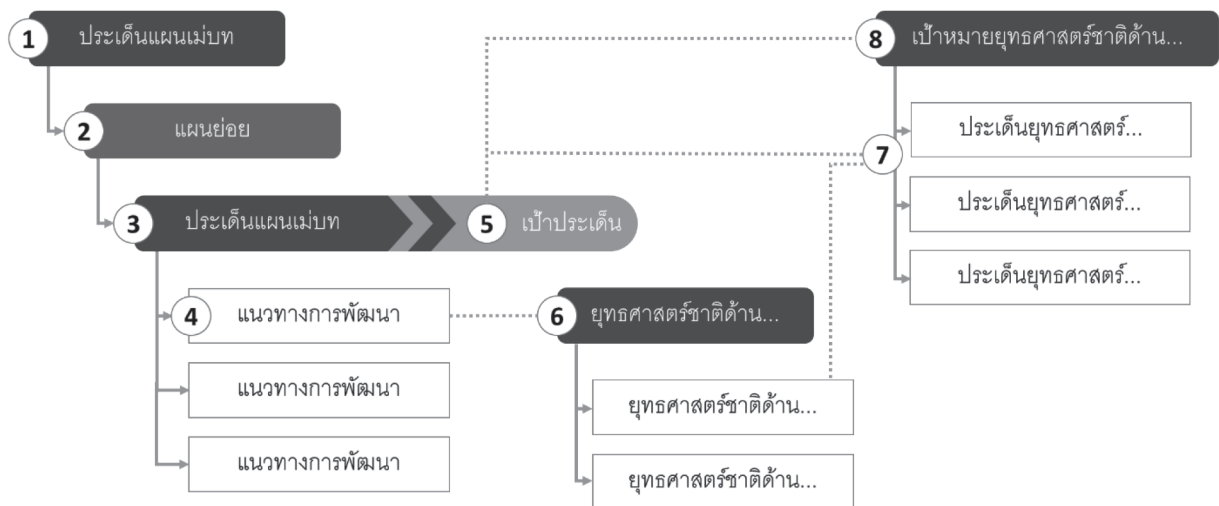 1 ประเด็นแผนแม่บท
2 แผนย่อย
3 ประเด็นแผนแม่บท
5 เป้าประเด็น
4 แนวทางการพัฒนา
แนวทางการพัฒนา
แนวทางการพัฒนา
6 ยุทธศาสตร์ชาติด้าน...
ยุทธศาสตร์ชาติด้าน...
ยุทธศาสตร์ชาติด้าน...
8 เป้าหมายยุทธศาสตร์ชาติด้าน...
7
ประเด็นยุทธศาสตร์...
ประเด็นยุทธศาสตร์...
ประเด็นยุทธศาสตร์...